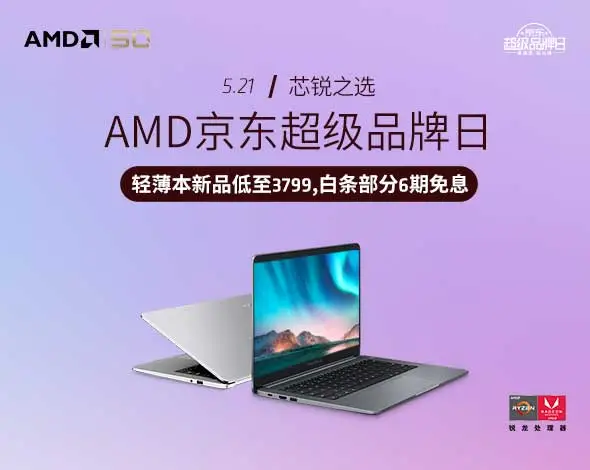 AMD 50
京东
超级品牌日
5.21 / 芯锐之选
AMD京东超级品牌日
轻薄本新品低至3799,白条部分6期免息
AMD
RYZEN
RADEON
锐龙处理器